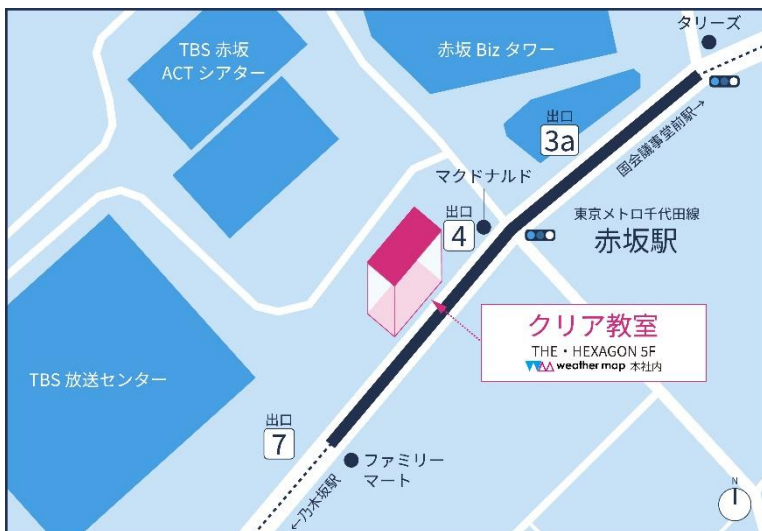 タリーズ
TBS 赤坂
ACT シアター
赤坂 Biz タワー
出口
3a
国会議事堂前駅→
マクドナルド
出口
4
東京メトロ千代田線
赤坂駅
クリア教室
THE・HEXAGON 5F
weathermap 本社内
TBS 放送センター
出口
7
ファミリー
マート
←乃木坂駅
N